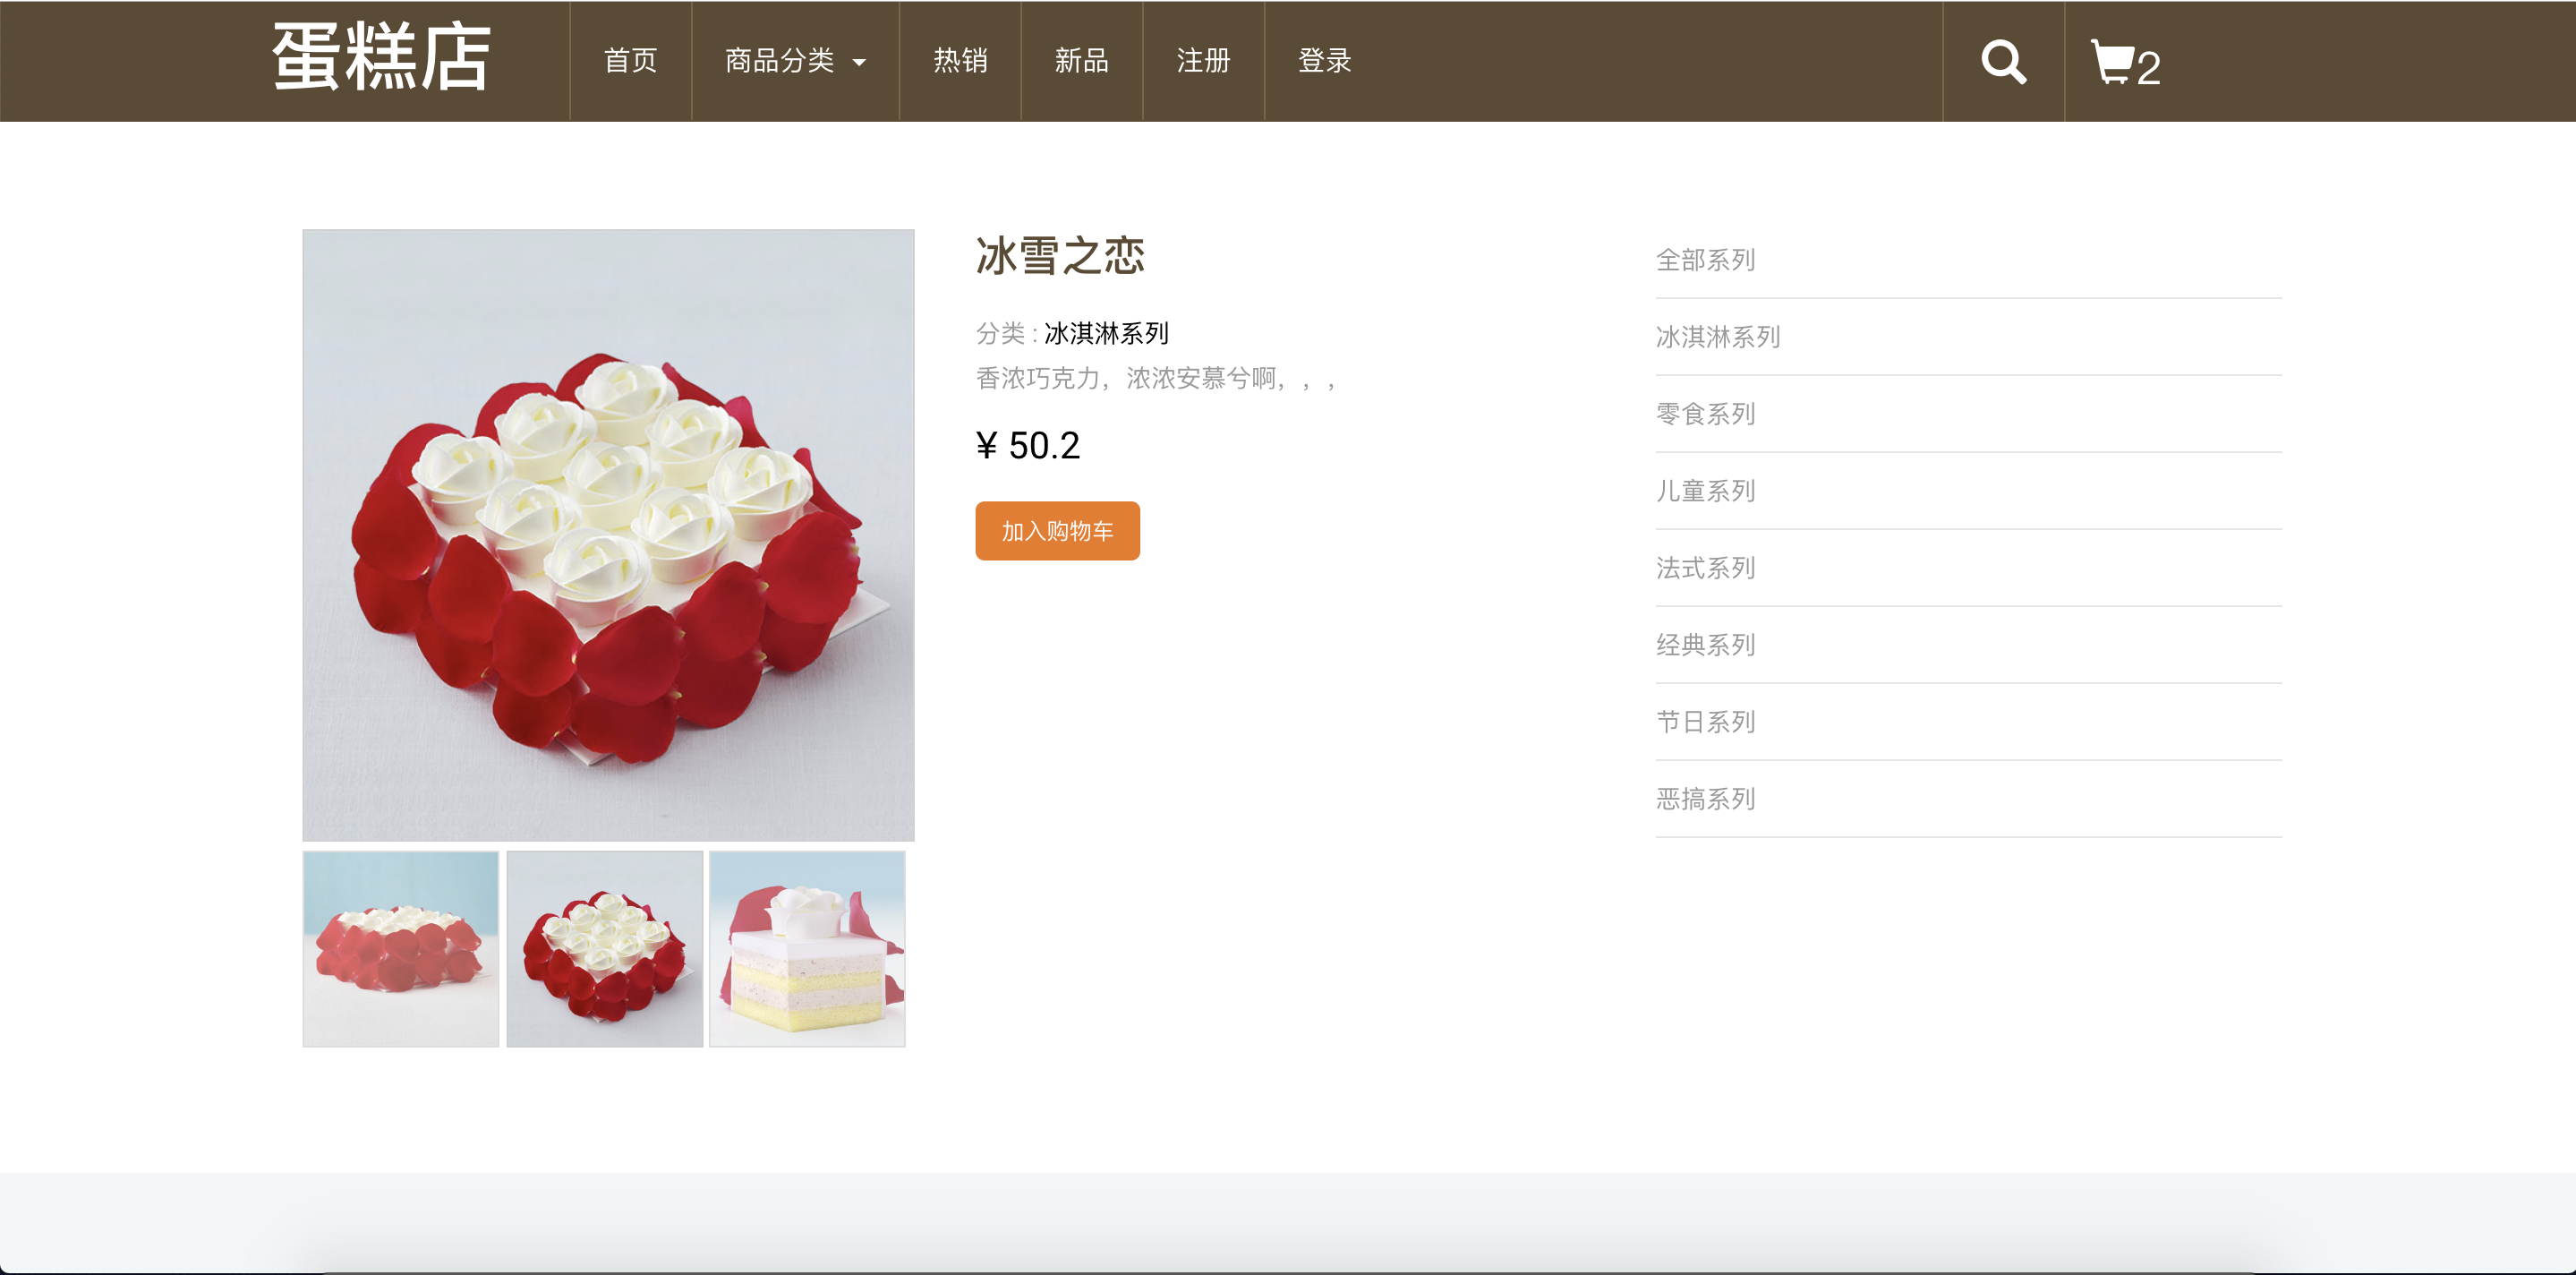 蛋糕店
首页
商品分类
热销
新品
注册
登录
2
冰雪之恋
分类 : 冰淇淋系列
香浓巧克力，浓浓安慕兮啊，，，
¥ 50.2
加入购物车
全部系列
冰淇淋系列
零食系列
儿童系列
法式系列
经典系列
节日系列
恶搞系列